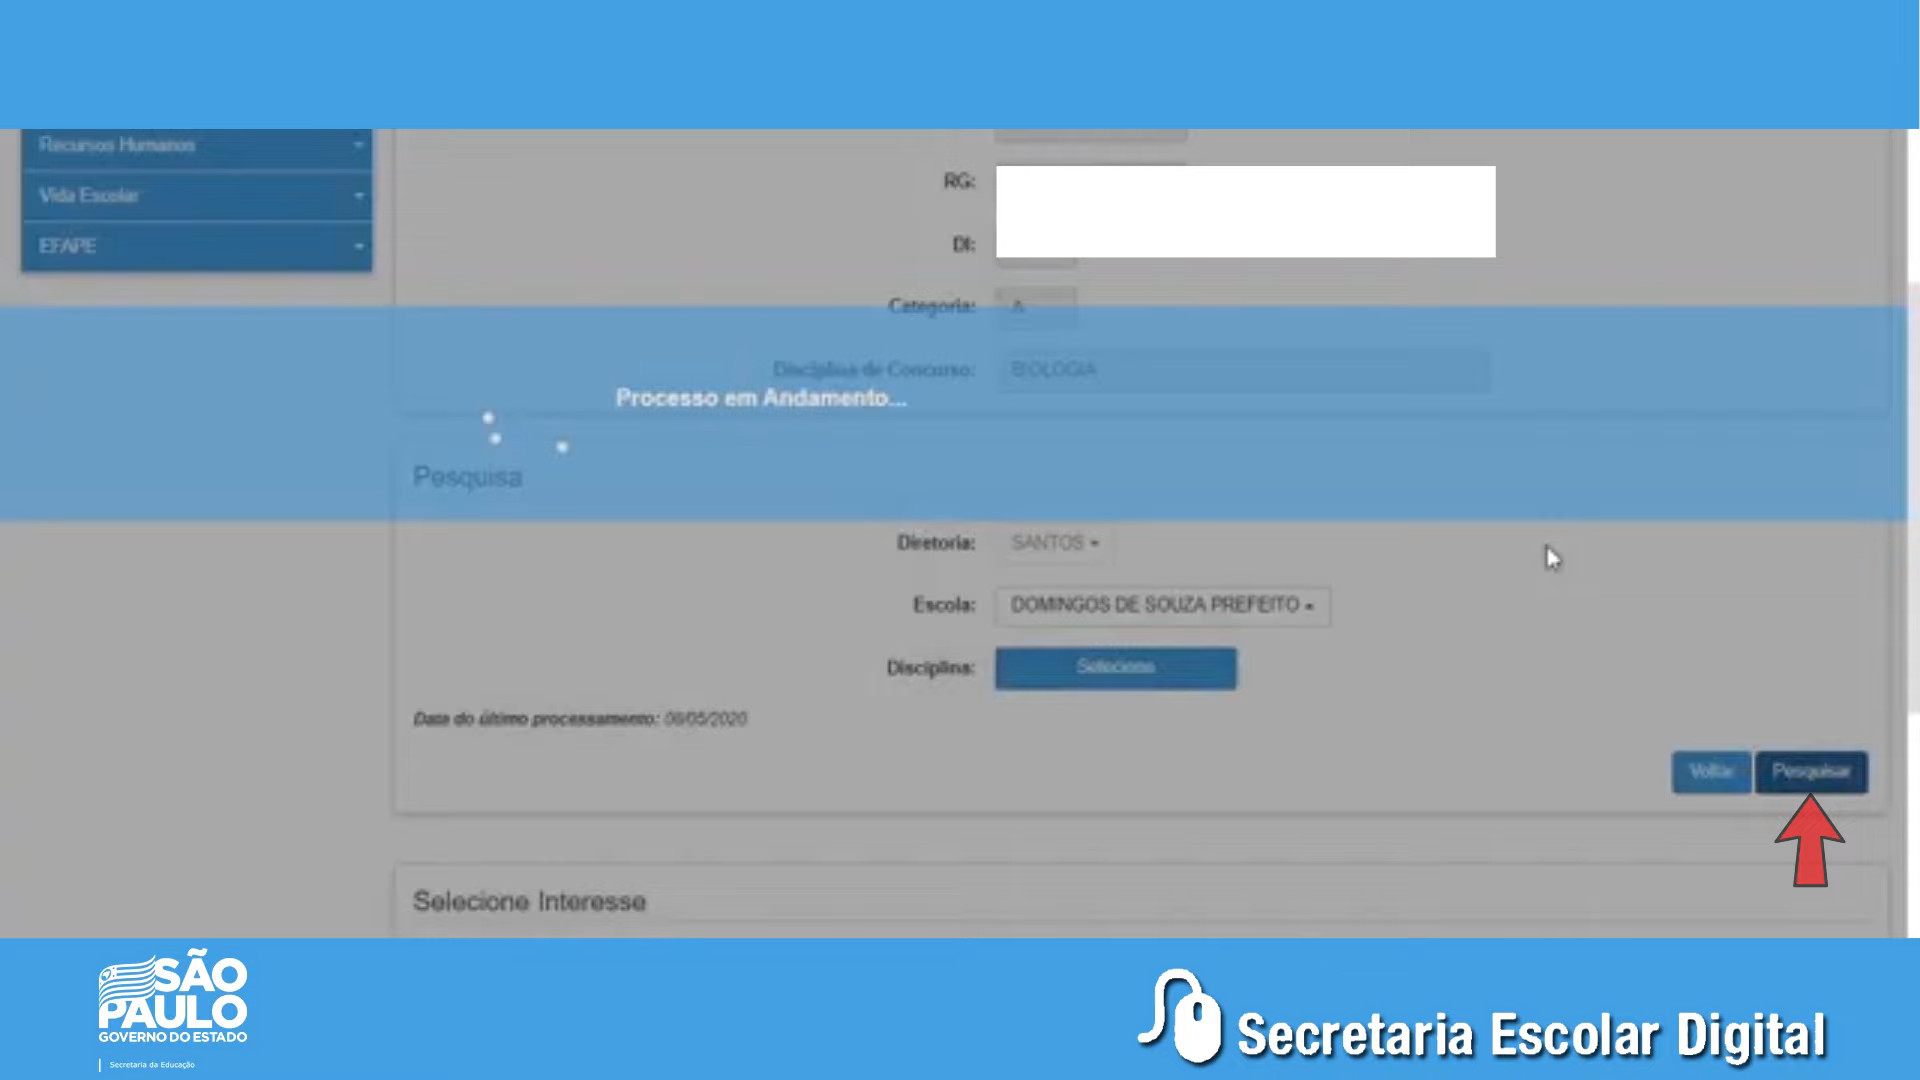 Recursos Humanos
Vida Escolar
EFAPE
RG:
DI:
Categoria: A
Disciplina de Concurso: BIOLOGIA
Processo em Andamento...
Pesquisa
Diretoria: SANTOS
Escola: DOMINGOS DE SOUZA PREFEITO
Disciplina: Selecione
Data do último processamento: 08/05/2020
Voltar Pesquisar
Selecione Interesse
SÃO
PAULO
GOVERNO DO ESTADO
Secretaria da Educação
Secretaria Escolar Digital